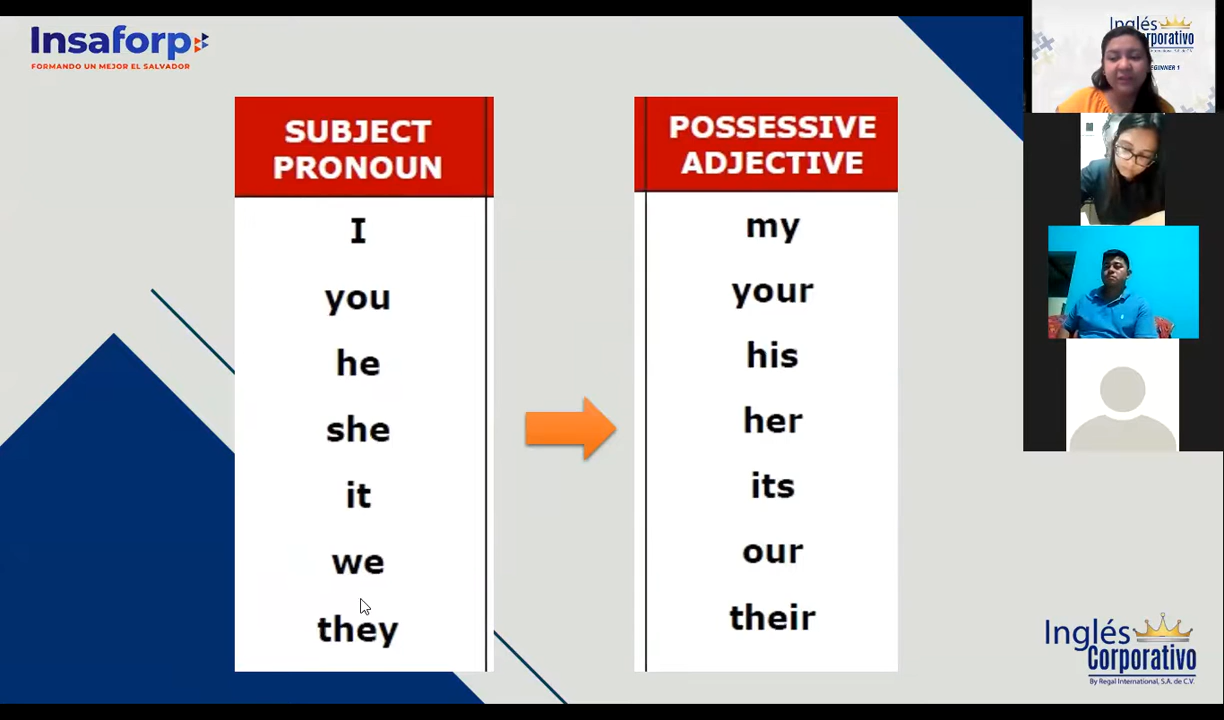 Insaforp
FORMANDO UN MEJOR EL SALVADOR
SUBJECT
PRONOUN
I
you
he
she
it
we
they
POSSESSIVE
ADJECTIVE
my
your
his
her
its
our
their
Inglés
Corporativo
By Regal International, S.A. de C.V.
Inglés